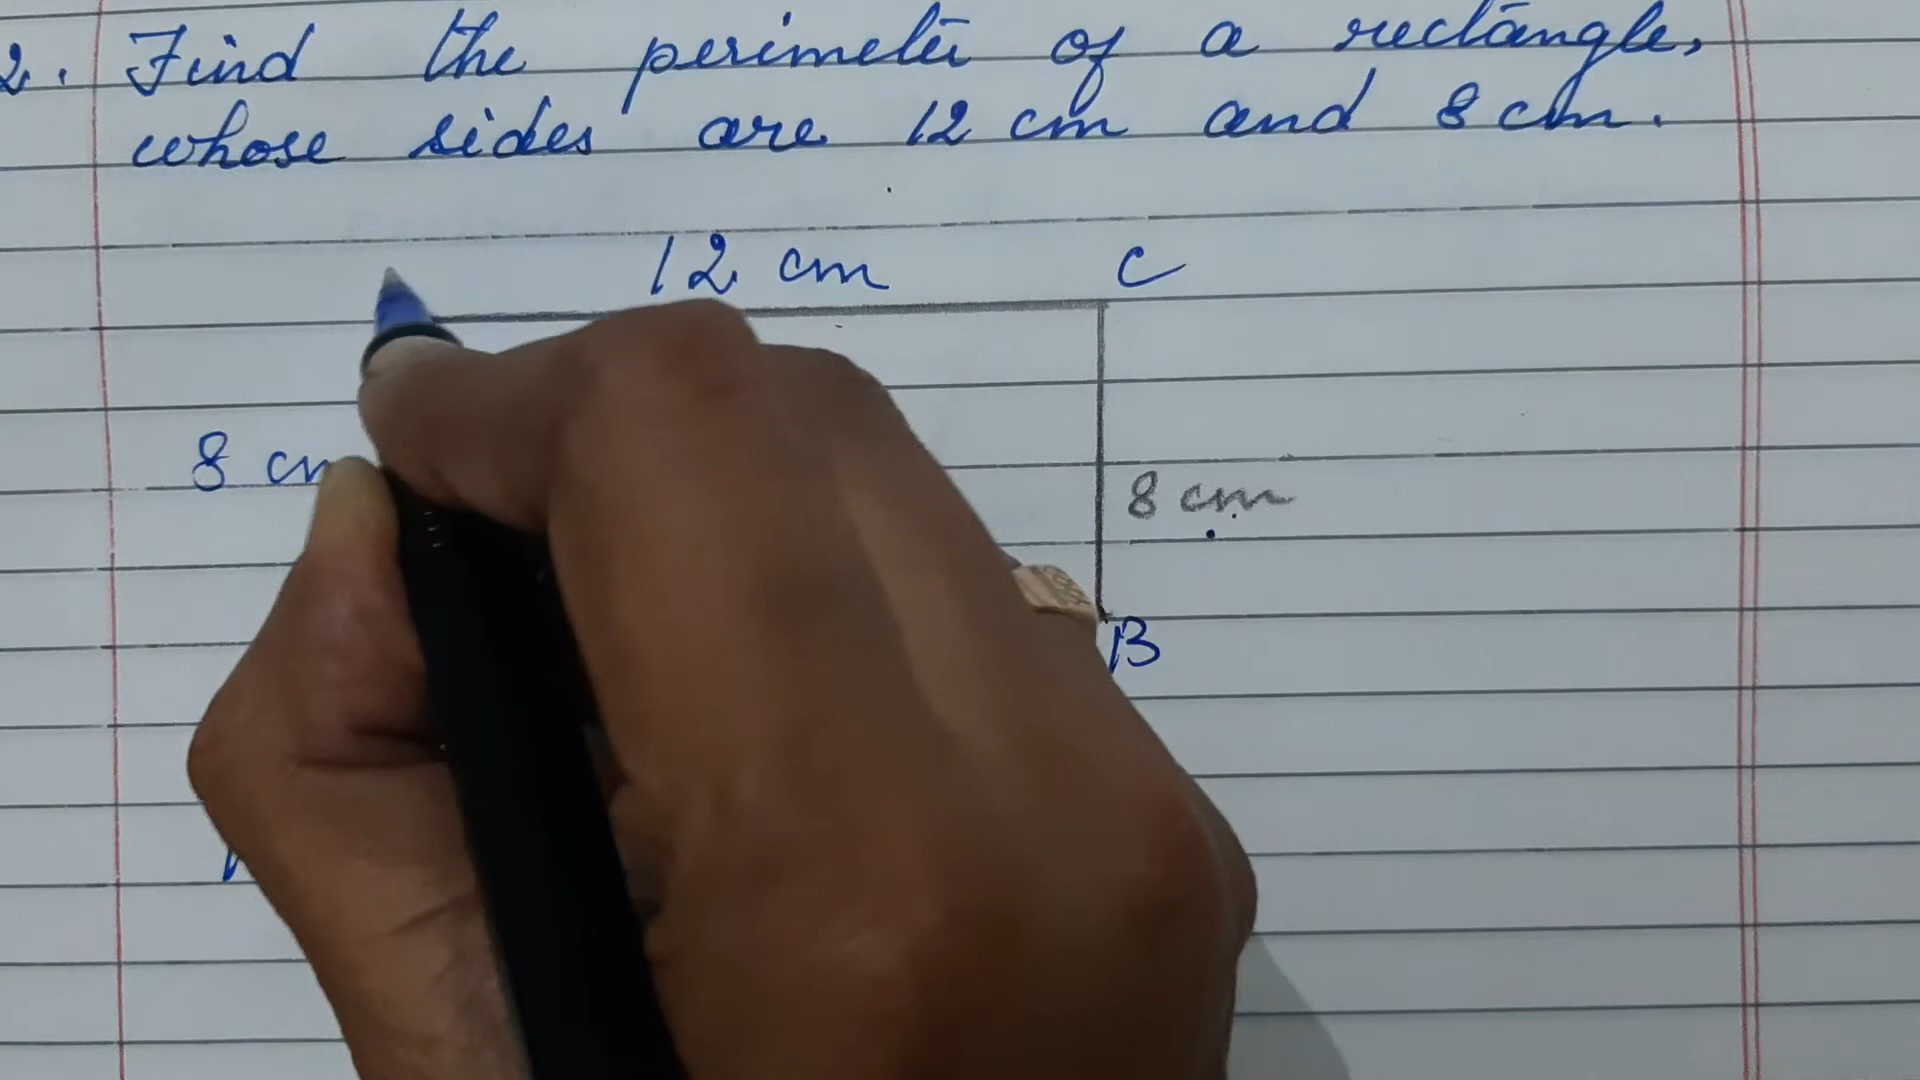 2. Find the perimeter of a rectangle,
whose sides are 12 cm and 8 cm.
12 cm C
8 cm
8 cm
B